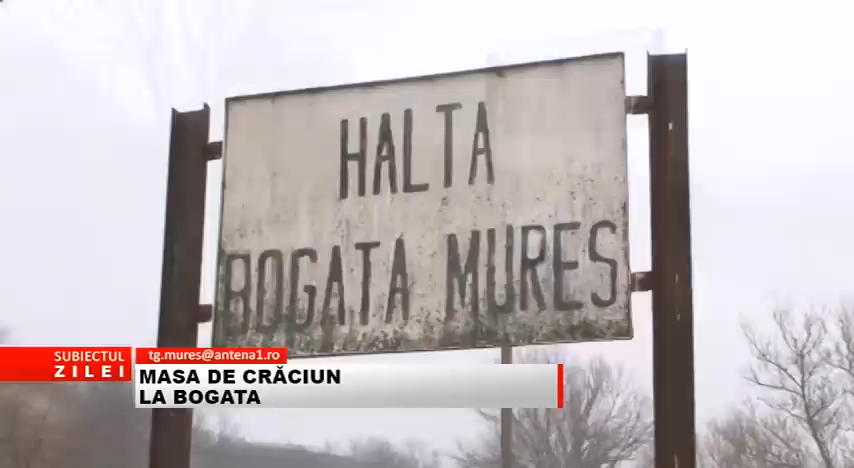 HALTA
BOGATA MURES
SUBIECTUL
ZILEI
tg.mures@antena1.ro
MASA DE CRĂCIUN
LA BOGATA